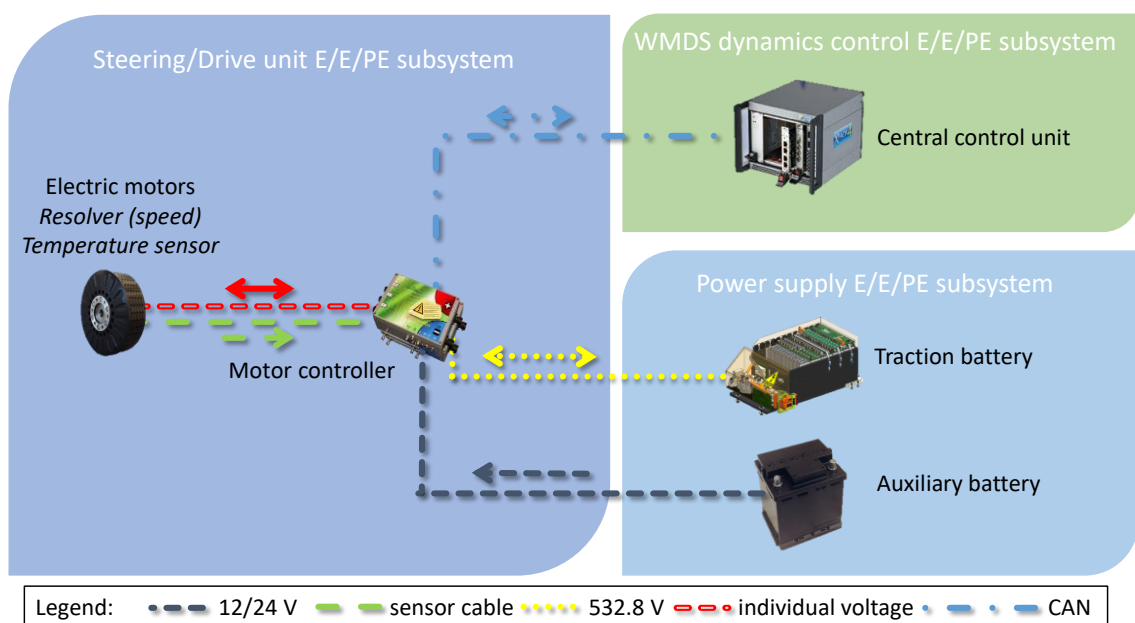 Steering/Drive unit E/E/PE subsystem
WMDS dynamics control E/E/PE subsystem
Central control unit
Electric motors
Resolver (speed)
Temperature sensor
Motor controller
Power supply E/E/PE subsystem
Traction battery
Auxiliary battery
Legend: 12/24 V sensor cable 532.8 V individual voltage CAN